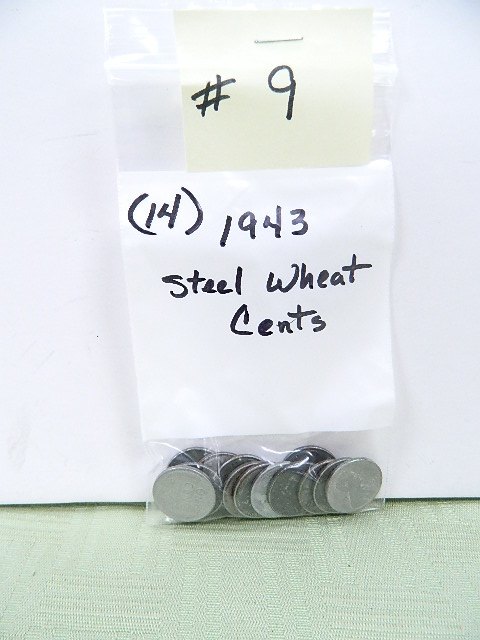 # 9
(14) 1943
Steel Wheat
Cents